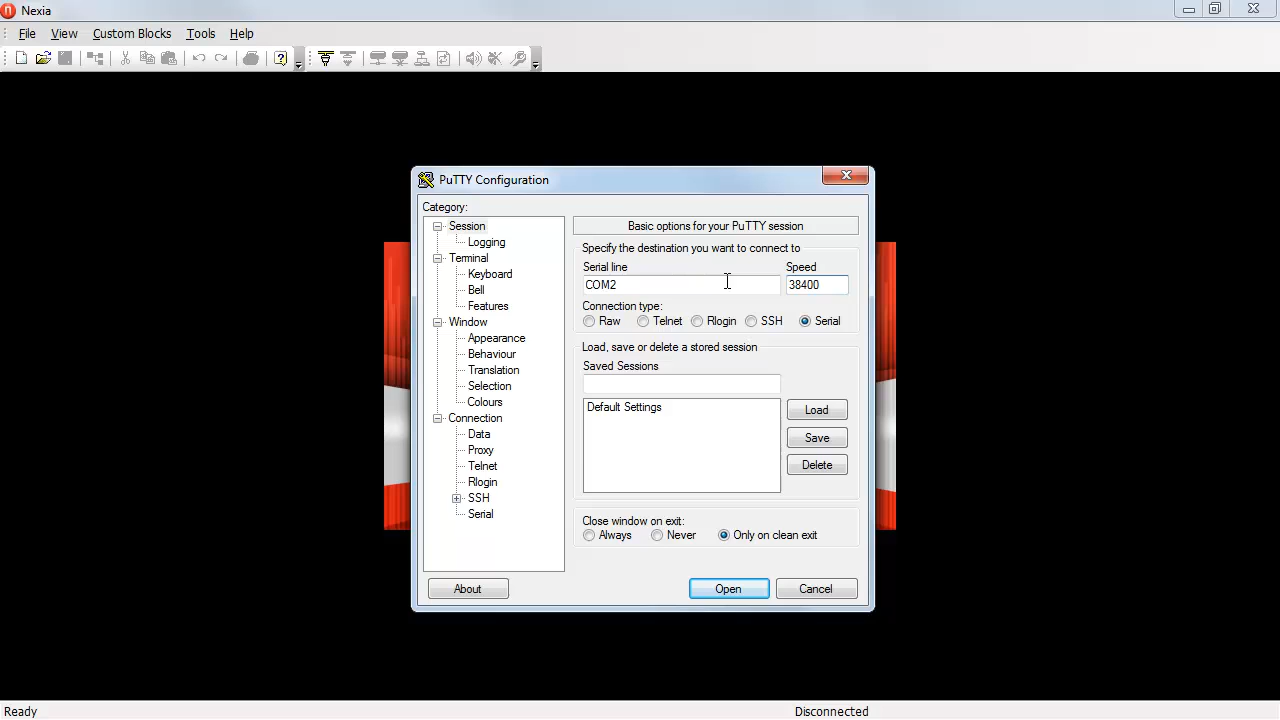 Nexia
File View Custom Blocks Tools Help
PuTTY Configuration
Category:
Session
Logging
Terminal
Keyboard
Bell
Features
Window
Appearance
Behaviour
Translation
Selection
Colours
Connection
Data
Proxy
Telnet
Rlogin
SSH
Serial
Basic options for your PuTTY session
Specify the destination you want to connect to
Serial line Speed
COM2 38400
Connection type:
Raw Telnet Rlogin SSH Serial
Load, save or delete a stored session
Saved Sessions
Default Settings
Load
Save
Delete
Close window on exit:
Always Never Only on clean exit
About Open Cancel
Ready Disconnected